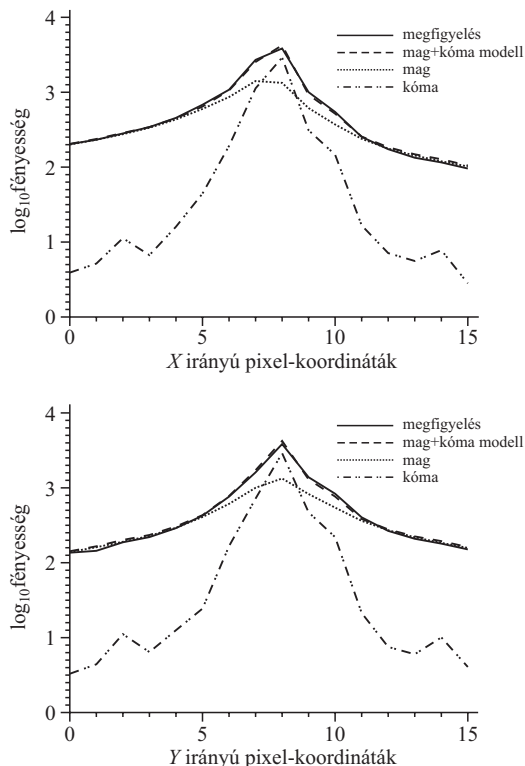 4
3
2
1
0
log₁₀fényesség
megfigyelés
mag+kóma modell
mag
kóma
0 5 10 15
X irányú pixel-koordináták
4
3
2
1
0
log₁₀fényesség
megfigyelés
mag+kóma modell
mag
kóma
0 5 10 15
Y irányú pixel-koordináták